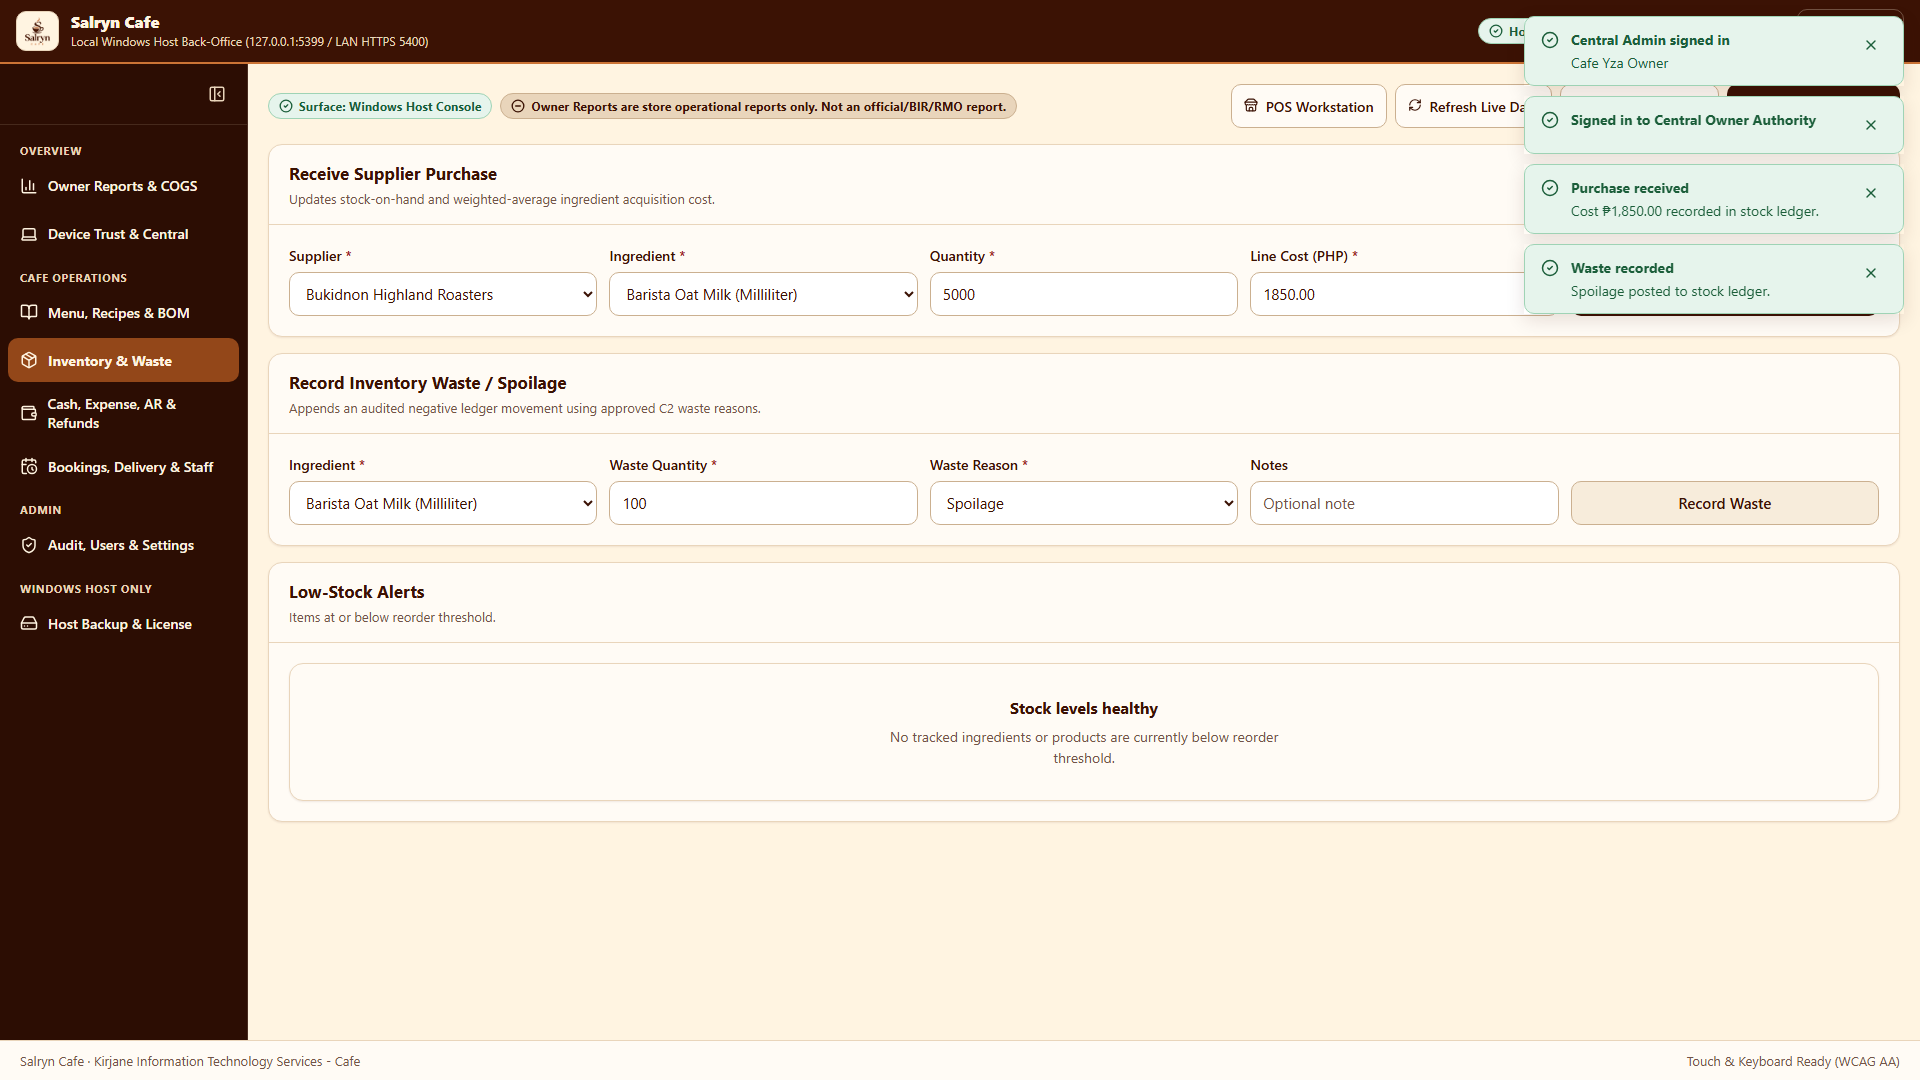 Salryn
Salryn Cafe
Local Windows Host Back-Office (127.0.0.1:5399 / LAN HTTPS 5400)
Central Admin signed in
Cafe Yza Owner
Signed in to Central Owner Authority
Purchase received
Cost ₱1,850.00 recorded in stock ledger.
Waste recorded
Spoilage posted to stock ledger.
OVERVIEW
Owner Reports & COGS
Device Trust & Central
CAFE OPERATIONS
Menu, Recipes & BOM
Inventory & Waste
Cash, Expense, AR &
Refunds
Bookings, Delivery & Staff
ADMIN
Audit, Users & Settings
WINDOWS HOST ONLY
Host Backup & License
Surface: Windows Host Console
Owner Reports are store operational reports only. Not an official/BIR/RMO report.
POS Workstation
Refresh Live
Receive Supplier Purchase
Updates stock-on-hand and weighted-average ingredient acquisition cost.
Supplier *
Ingredient *
Quantity *
Line Cost (PHP) *
Bukidnon Highland Roasters
Barista Oat Milk (Milliliter)
5000
1850.00
Record Inventory Waste / Spoilage
Appends an audited negative ledger movement using approved C2 waste reasons.
Ingredient *
Waste Quantity *
Waste Reason *
Notes
Barista Oat Milk (Milliliter)
100
Spoilage
Optional note
Record Waste
Low-Stock Alerts
Items at or below reorder threshold.
Stock levels healthy
No tracked ingredients or products are currently below reorder
threshold.
Salryn Cafe · Kirjane Information Technology Services - Cafe
Touch & Keyboard Ready (WCAG AA)